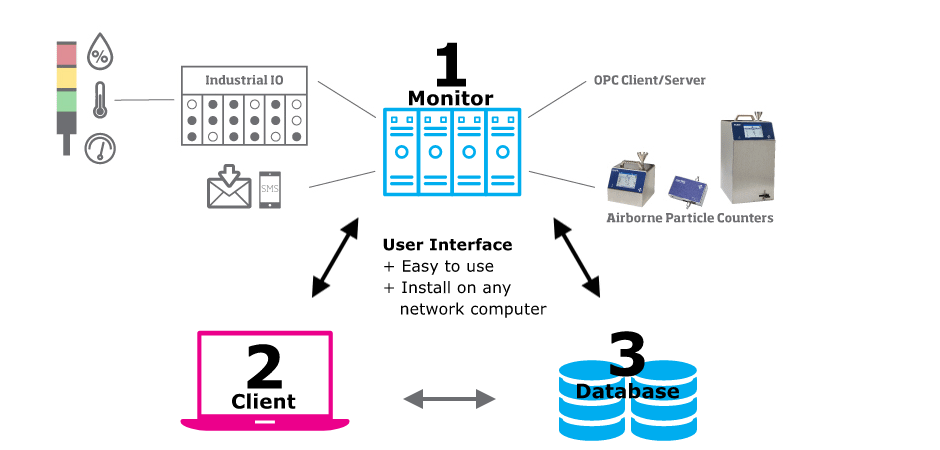 1
Monitor
Industrial IO
OPC Client/Server
%
SMS
Airborne Particle Counters
User Interface
+ Easy to use
+ Install on any
network computer
2
Client
3
Database